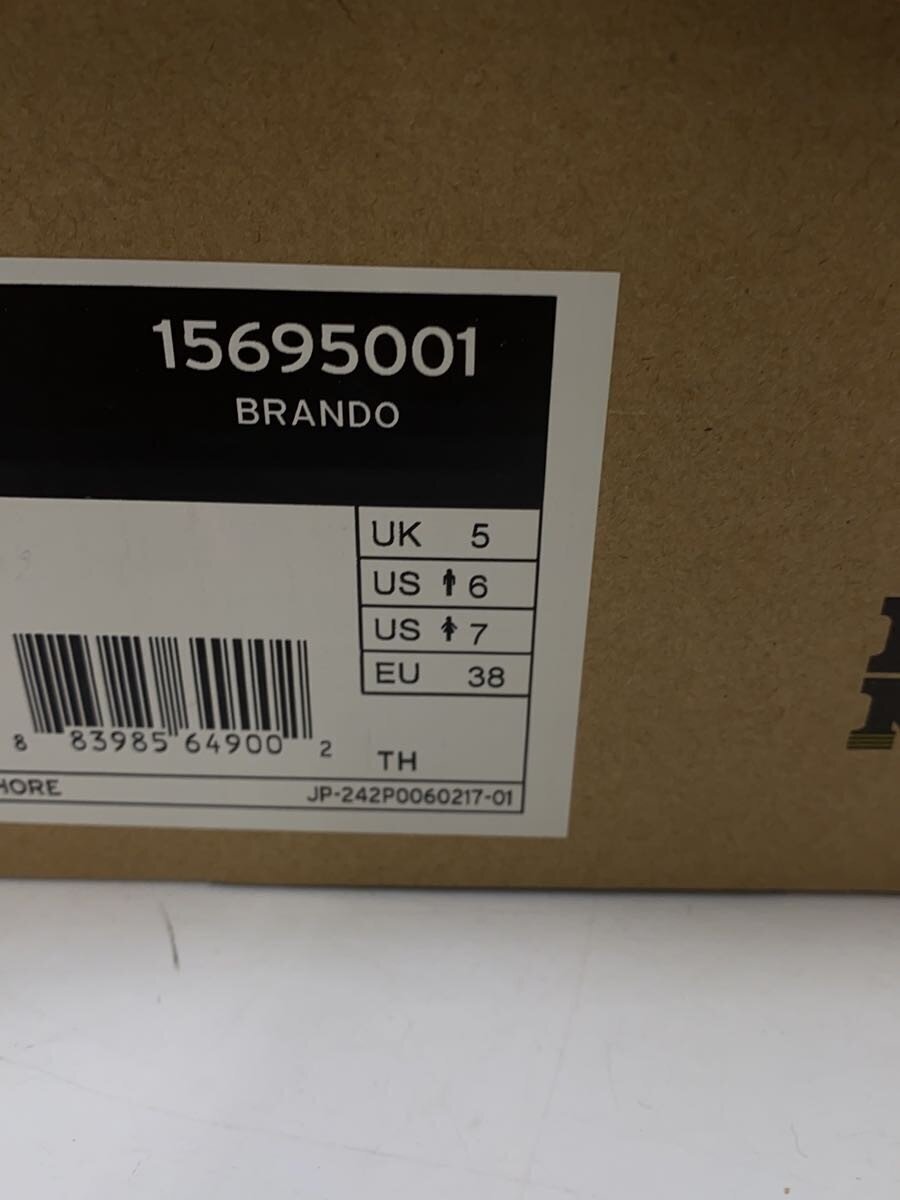 15695001
BRANDO
UK 5
US 6
US 7
EU 38
8 83985 64900 2
TH
HORE
JP-242P0060217-01